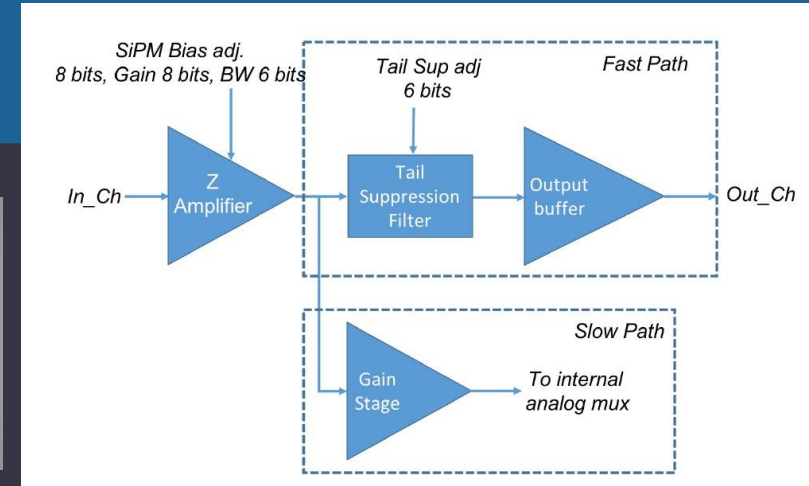 SiPM Bias adj.
8 bits, Gain 8 bits, BW 6 bits
Tail Sup adj
6 bits
Fast Path
In_Ch
Z
Amplifier
Tail
Suppression
Filter
Output
buffer
Out_Ch
Slow Path
Gain
Stage
To internal
analog mux